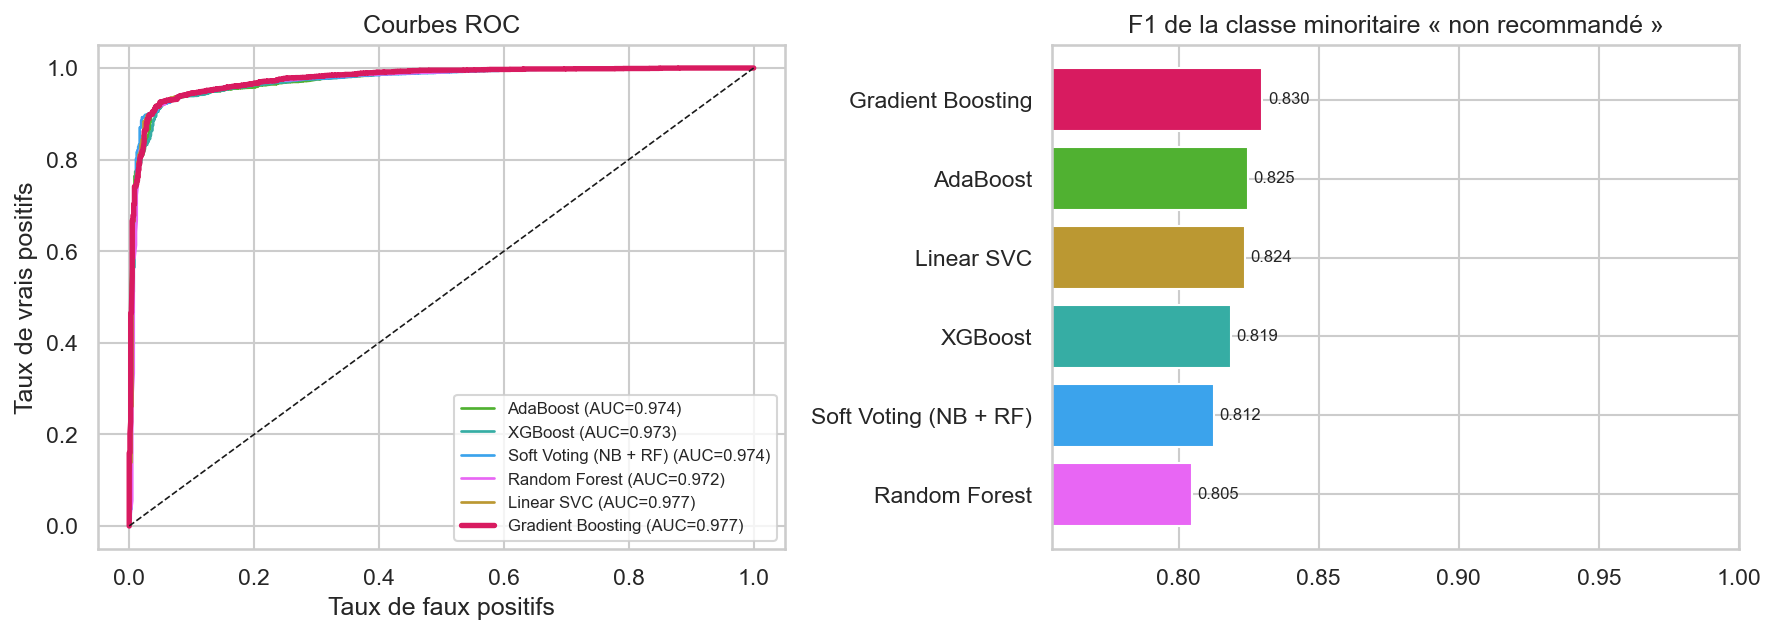 Courbes ROC
1.0
0.8
0.6
0.4
0.2
0.0
Taux de vrais positifs
0.0 0.2 0.4 0.6 0.8 1.0
Taux de faux positifs
AdaBoost (AUC=0.974)
XGBoost (AUC=0.973)
Soft Voting (NB + RF) (AUC=0.974)
Random Forest (AUC=0.972)
Linear SVC (AUC=0.977)
Gradient Boosting (AUC=0.977)
F1 de la classe minoritaire « non recommandé »
Gradient Boosting 0.830
AdaBoost 0.825
Linear SVC 0.824
XGBoost 0.819
Soft Voting (NB + RF) 0.812
Random Forest 0.805
0.80 0.85 0.90 0.95 1.00